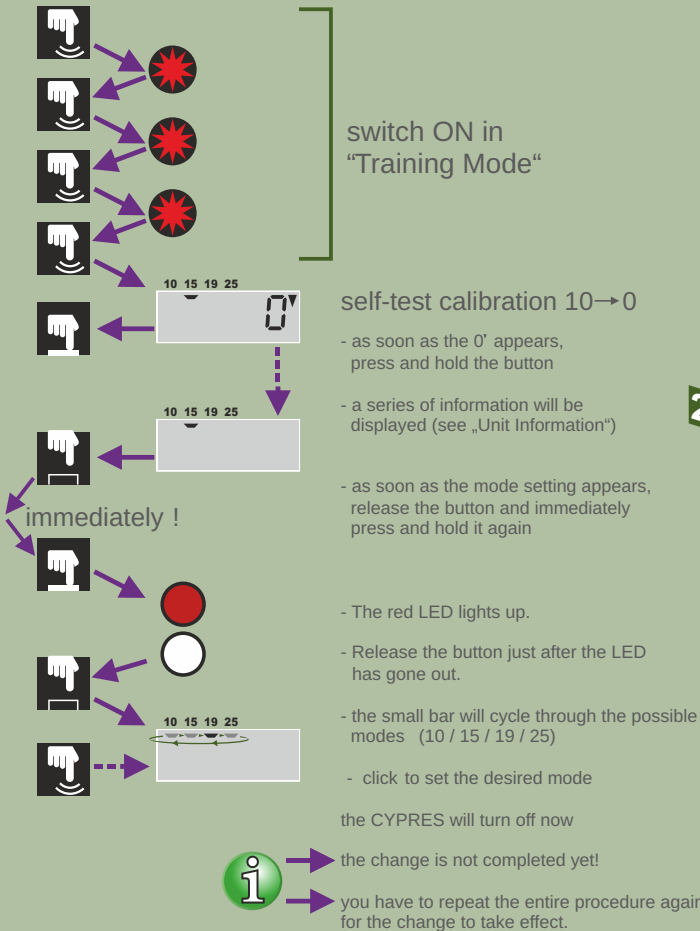 switch ON in
“Training Mode“
10 15 19 25
0
self-test calibration 10→0
- as soon as the 0▼ appears,
press and hold the button
10 15 19 25
- a series of information will be
displayed (see „Unit Information“)
2
- as soon as the mode setting appears,
release the button and immediately
press and hold it again
immediately !
- The red LED lights up.
- Release the button just after the LED
has gone out.
10 15 19 25
- the small bar will cycle through the possible
modes (10 / 15 / 19 / 25)
- click to set the desired mode
the CYPRES will turn off now
i
the change is not completed yet!
you have to repeat the entire procedure again
for the change to take effect.